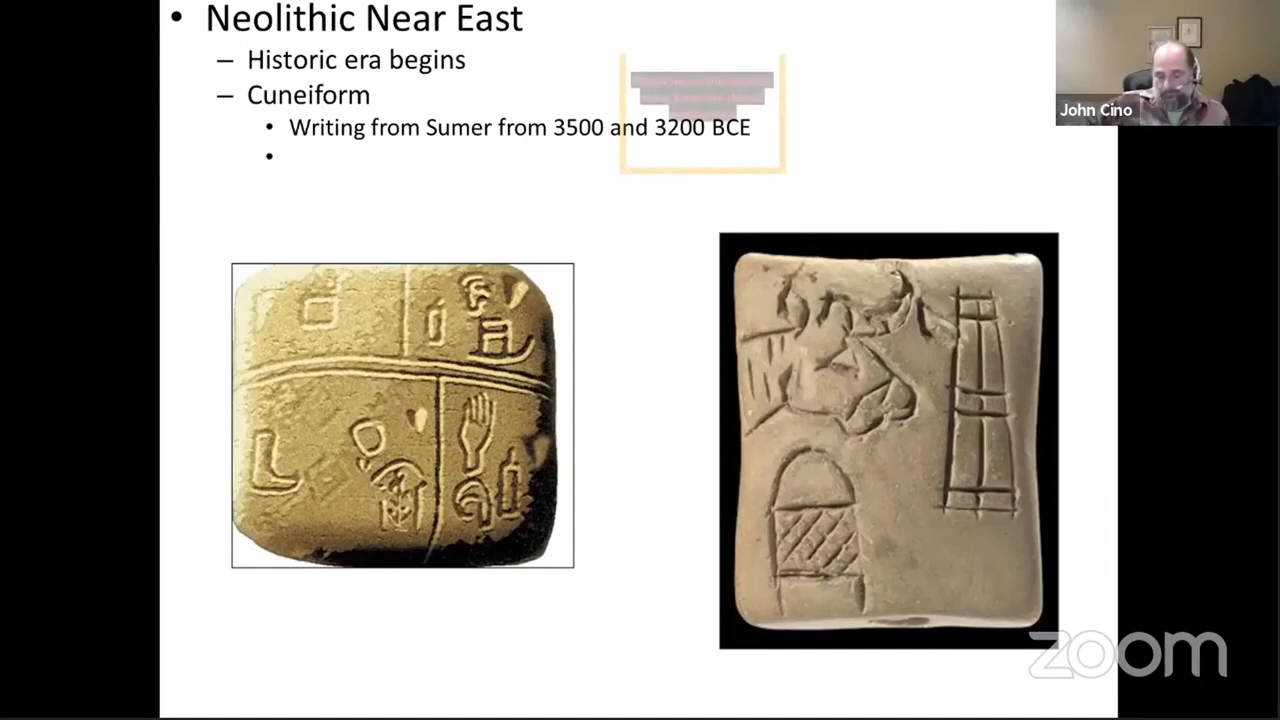 • Neolithic Near East
– Historic era begins
– Cuneiform
• Writing from Sumer from 3500 and 3200 BCE
•
John Cino
zoom